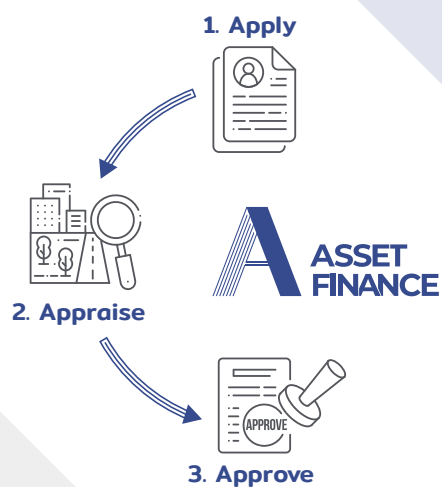 1. Apply
ASSET
FINANCE
2. Appraise
APPROVE
3. Approve